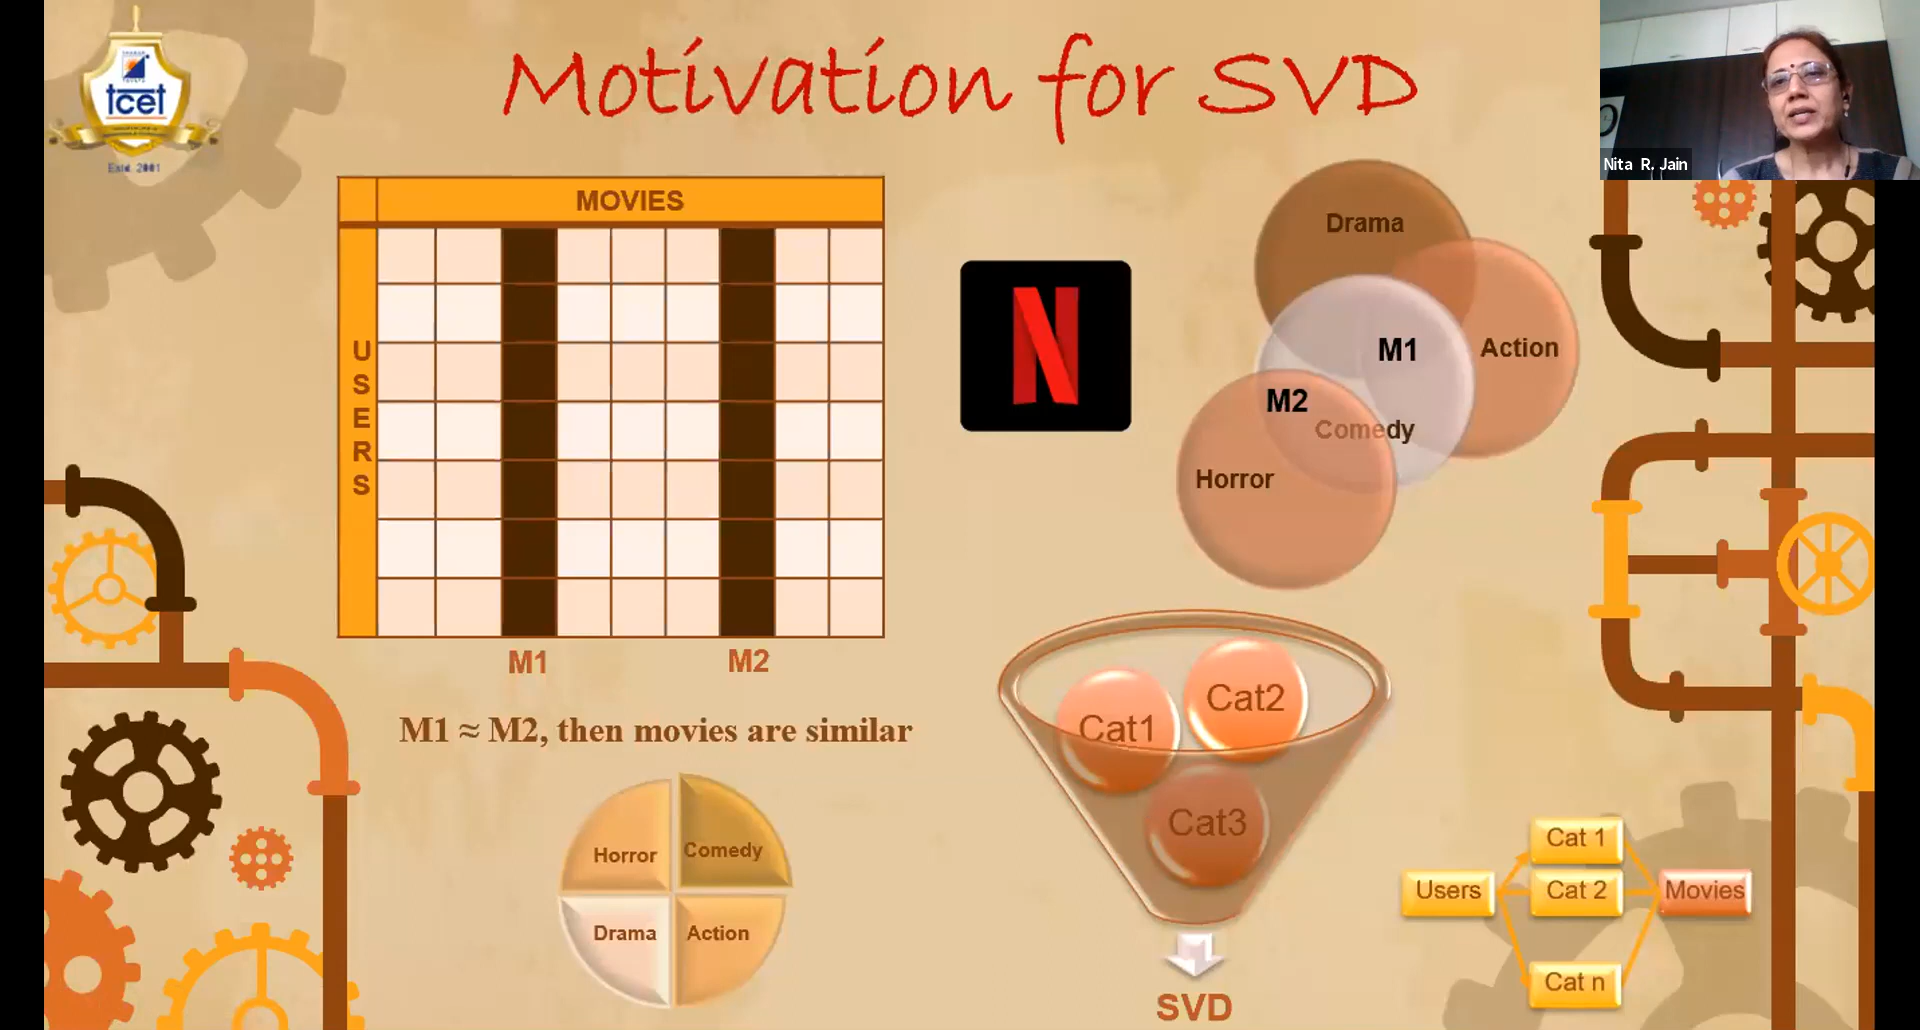 Motivation for SVD
tcet
Estd. 2001
Nita R. Jain
MOVIES
U
S
E
R
S
M1
M2
M1 ≈ M2, then movies are similar
Horror
Comedy
Drama
Action
N
Drama
Action
M1
M2
Comedy
Horror
Cat1
Cat2
Cat3
SVD
Users
Cat 1
Cat 2
Cat n
Movies